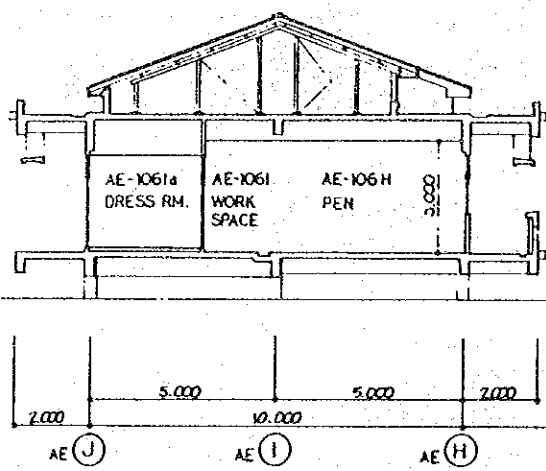 AE-1061d
DRESS RM.
AE-1061
WORK
SPACE
AE-106H
PEN
3.000
5.000
5.000
2.000
2.000
10.000
AE J
AE I
AE H